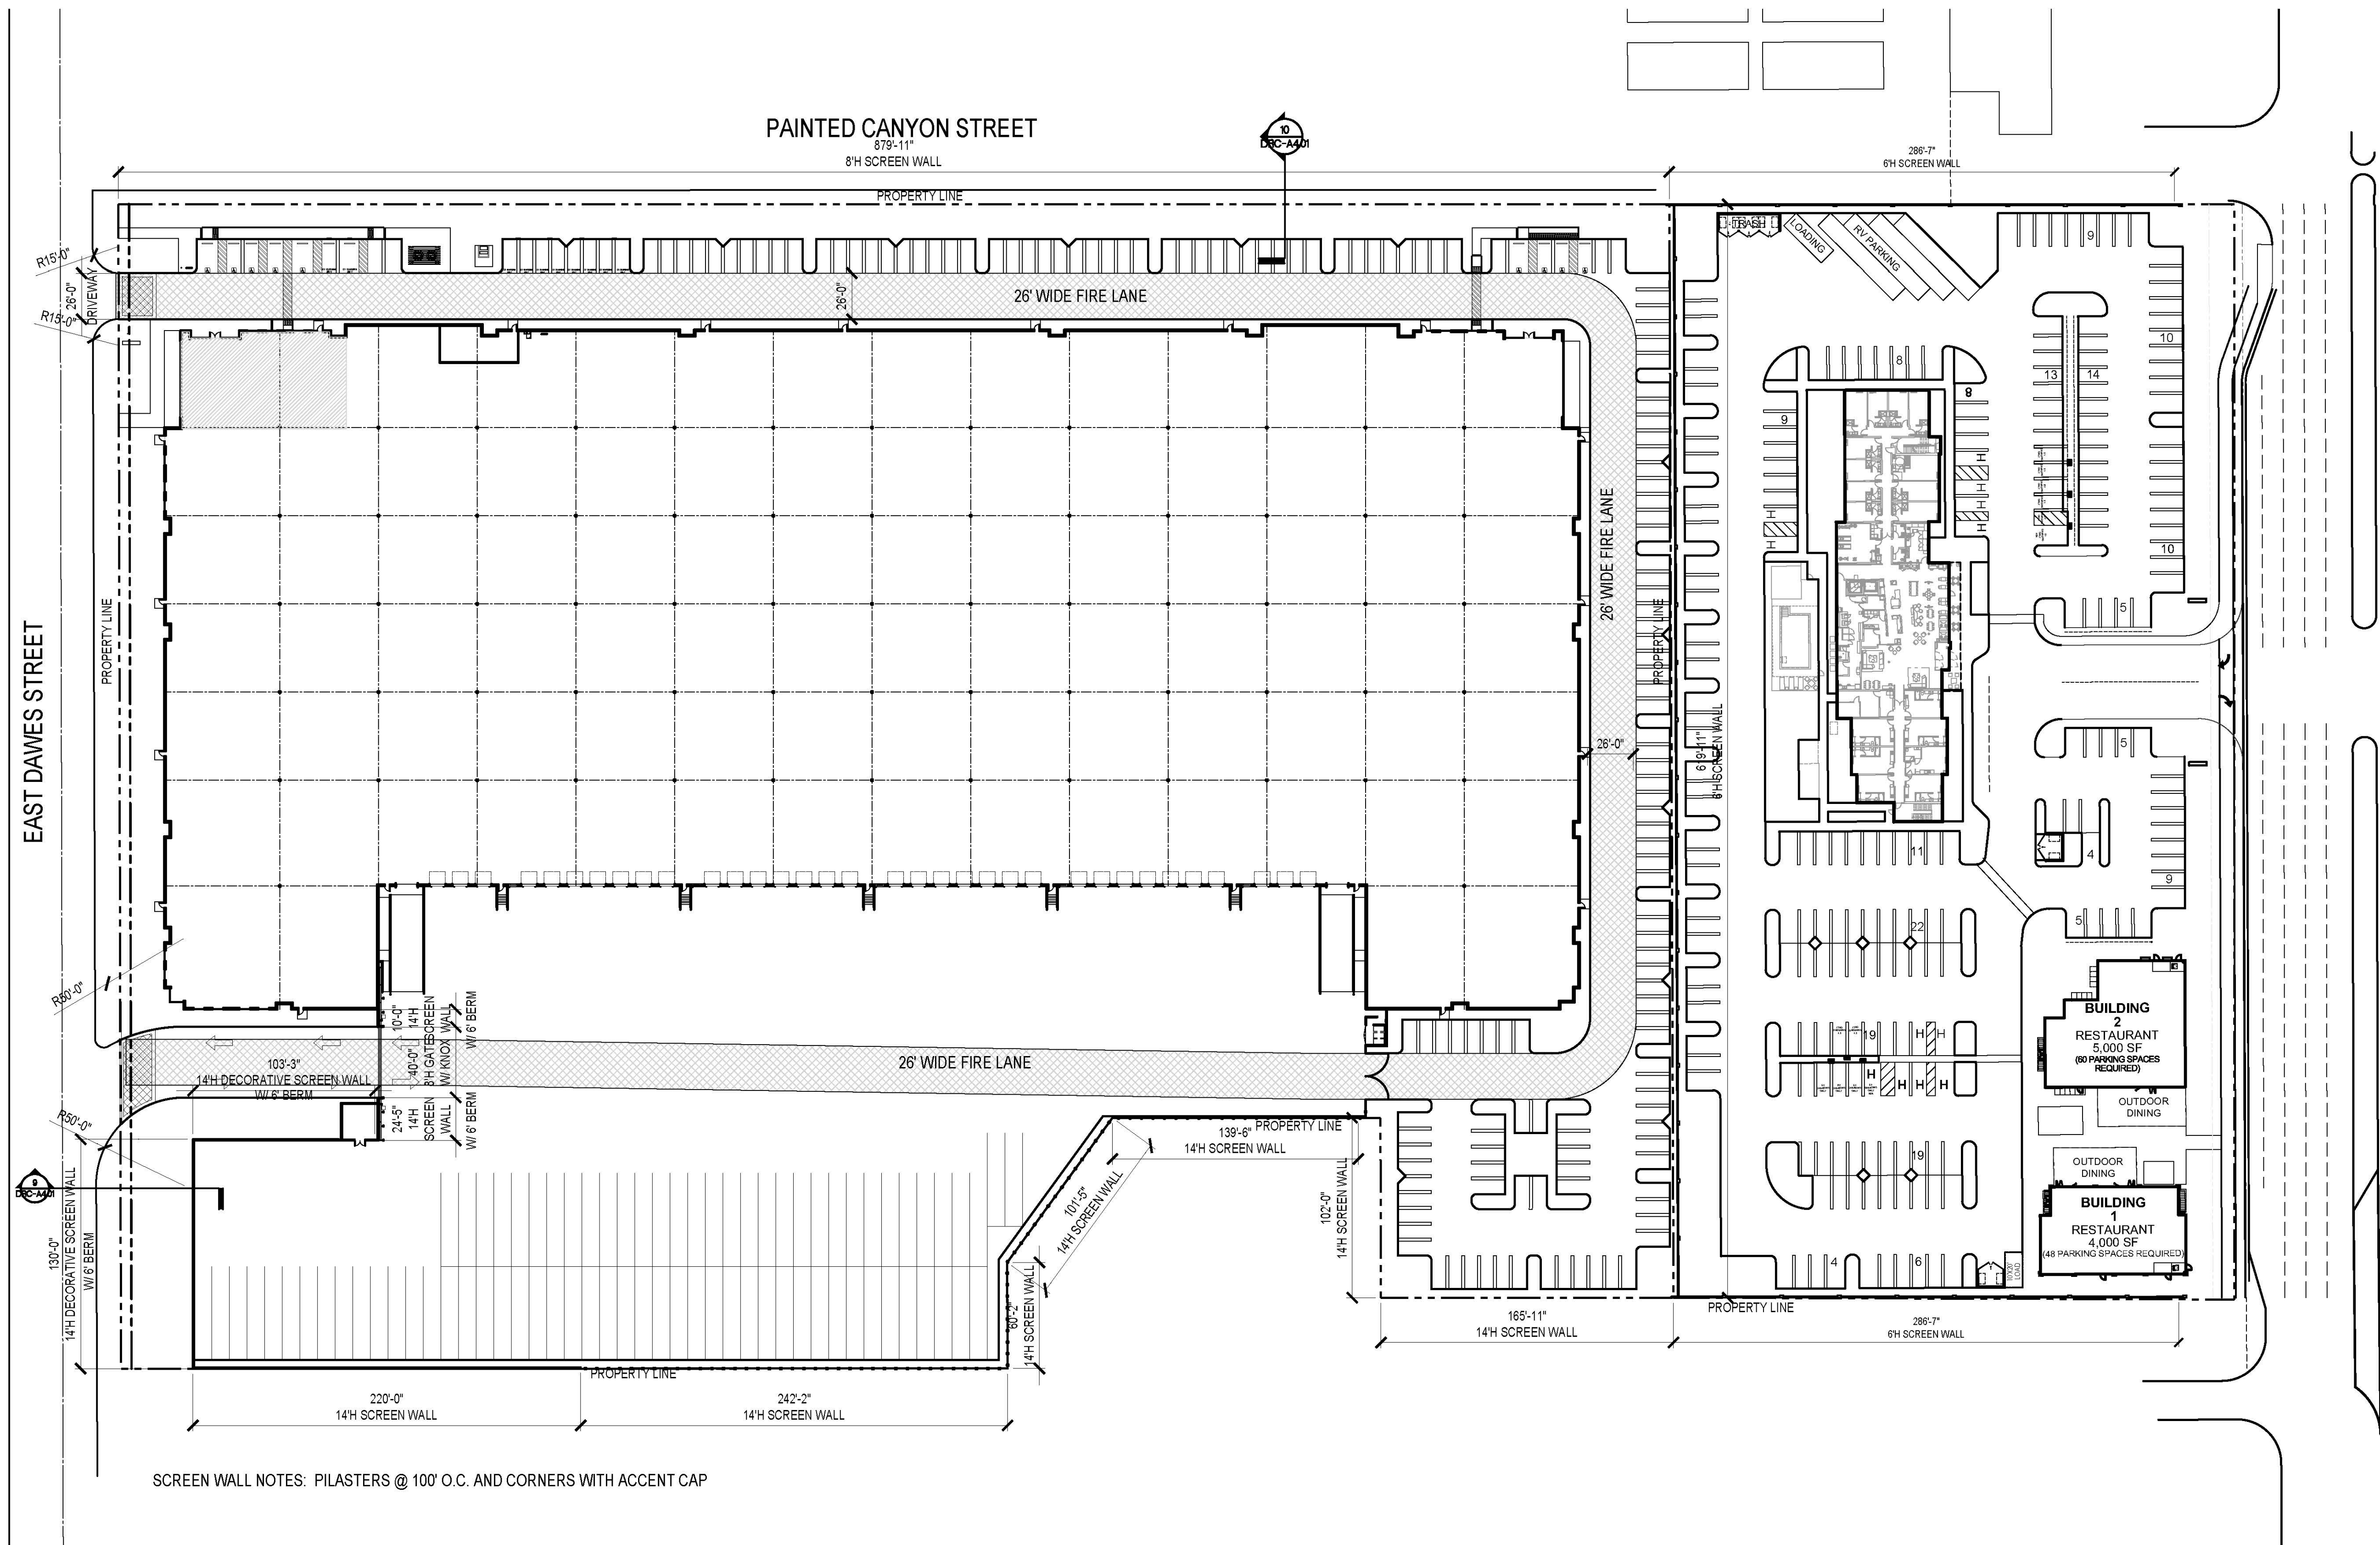 PAINTED CANYON STREET
879'-11"
8'H SCREEN WALL
10
DRC-A401
286'-7"
6'H SCREEN WALL
PROPERTY LINE
R15'-0"
26'-0"
DRIVEWAY
R15'-0"
26'-0"
26' WIDE FIRE LANE
TRASH
LOADING
RV PARKING
9
10
13
14
8
8
9
H
H
H
H
H
H
10
5
EAST DAWES STREET
PROPERTY LINE
26' WIDE FIRE LANE
PROPERTY LINE
26'-0"
619'-11"
6'H SCREEN WALL
5
11
4
9
5
22
R50'-0"
10'-0"
14'H
SCREEN
WALL
W/ 6' BERM
40'-0"
8'H GATE
W/ KNOX
24'-5"
14'H
SCREEN
WALL
W/ 6' BERM
103'-3"
14'H DECORATIVE SCREEN WALL
W/ 6' BERM
26' WIDE FIRE LANE
19
H
H
H
H
H
H
BUILDING
2
RESTAURANT
5,000 SF
(60 PARKING SPACES
REQUIRED)
OUTDOOR
DINING
R50'-0"
PROPERTY LINE
139'-6"
14'H SCREEN WALL
101'-5"
14'H SCREEN WALL
102'-0"
14'H SCREEN WALL
19
OUTDOOR
DINING
BUILDING
1
RESTAURANT
4,000 SF
(48 PARKING SPACES REQUIRED)
9
DRC-A401
130'-0"
14'H DECORATIVE SCREEN WALL
W/ 6' BERM
60'-2"
14'H SCREEN WALL
4
6
10'X20'
LOAD
PROPERTY LINE
165'-11"
14'H SCREEN WALL
286'-7"
6'H SCREEN WALL
PROPERTY LINE
220'-0"
14'H SCREEN WALL
242'-2"
14'H SCREEN WALL
SCREEN WALL NOTES: PILASTERS @ 100' O.C. AND CORNERS WITH ACCENT CAP